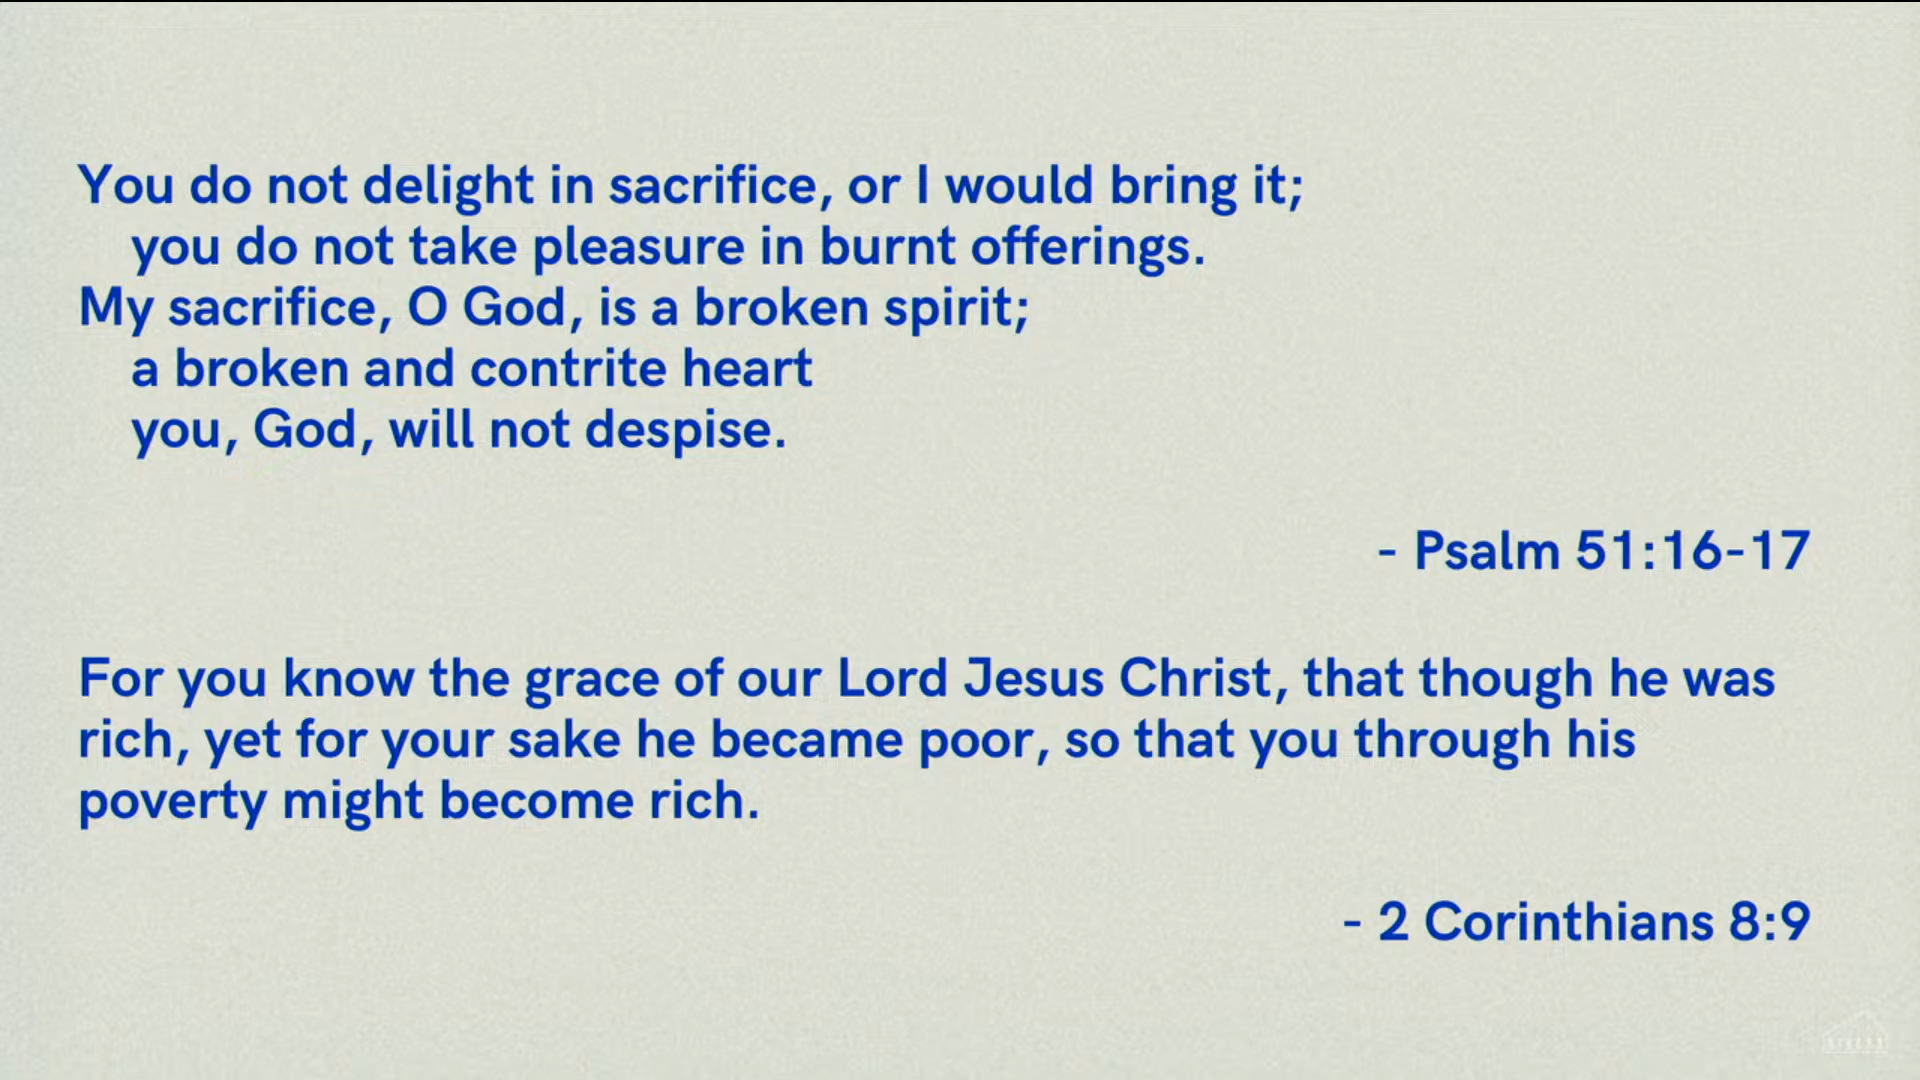 You do not delight in sacrifice, or I would bring it;
you do not take pleasure in burnt offerings.
My sacrifice, O God, is a broken spirit;
a broken and contrite heart
you, God, will not despise.
- Psalm 51:16-17
For you know the grace of our Lord Jesus Christ, that though he was
rich, yet for your sake he became poor, so that you through his
poverty might become rich.
- 2 Corinthians 8:9